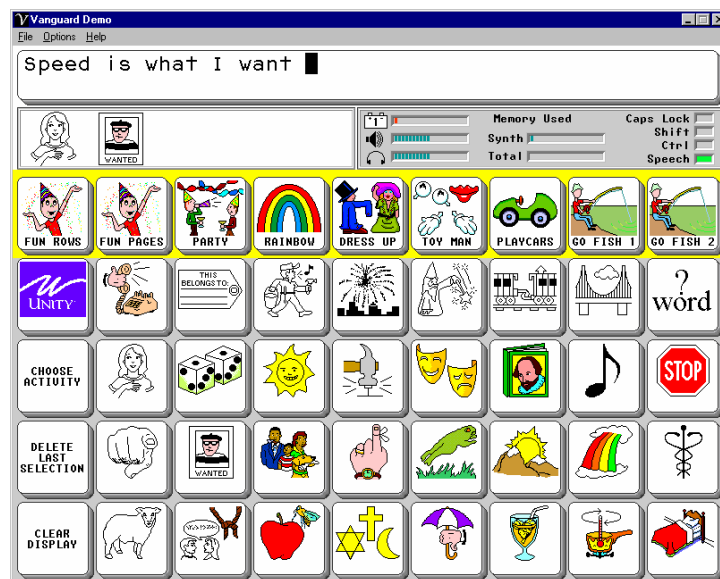 Vanguard Demo
File Options Help
Speed is what I want
WANTED
1
Memory Used
Synth
Total
Caps Lock
Shift
Ctrl
Speech
FUN ROWS
FUN PAGES
PARTY
RAINBOW
DRESS UP
TOY MAN
PLAYCARS
GO FISH 1
GO FISH 2
UNITY
THIS
BELONGS TO:
?
word
CHOOSE
ACTIVITY
STOP
DELETE
LAST
SELECTION
WANTED
CLEAR
DISPLAY